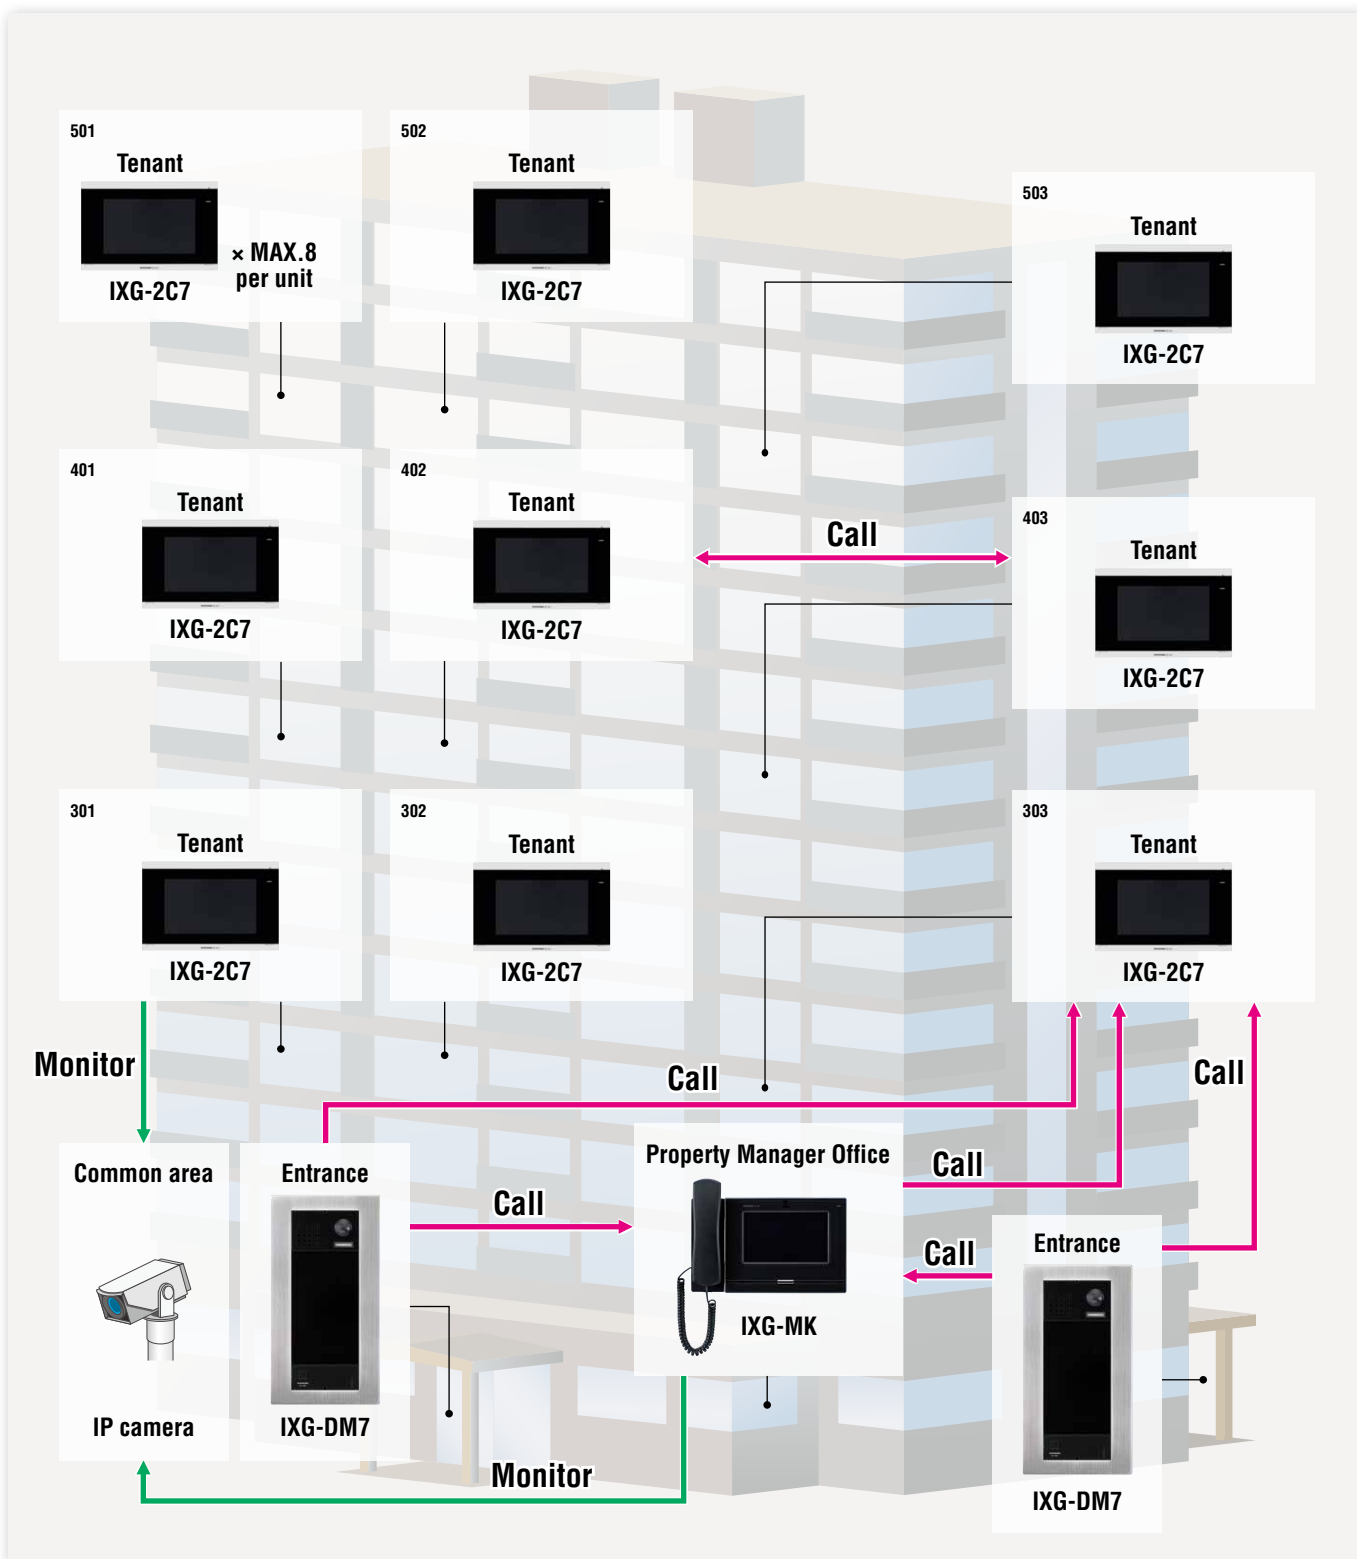 501
Tenant
× MAX.8
per unit
IXG-2C7
502
Tenant
IXG-2C7
503
Tenant
IXG-2C7
401
Tenant
IXG-2C7
402
Tenant
IXG-2C7
Call
403
Tenant
IXG-2C7
301
Tenant
IXG-2C7
302
Tenant
IXG-2C7
303
Tenant
IXG-2C7
Monitor
Call
Call
Common area
IP camera
Entrance
IXG-DM7
Call
Property Manager Office
IXG-MK
Call
Call
Entrance
IXG-DM7
Monitor